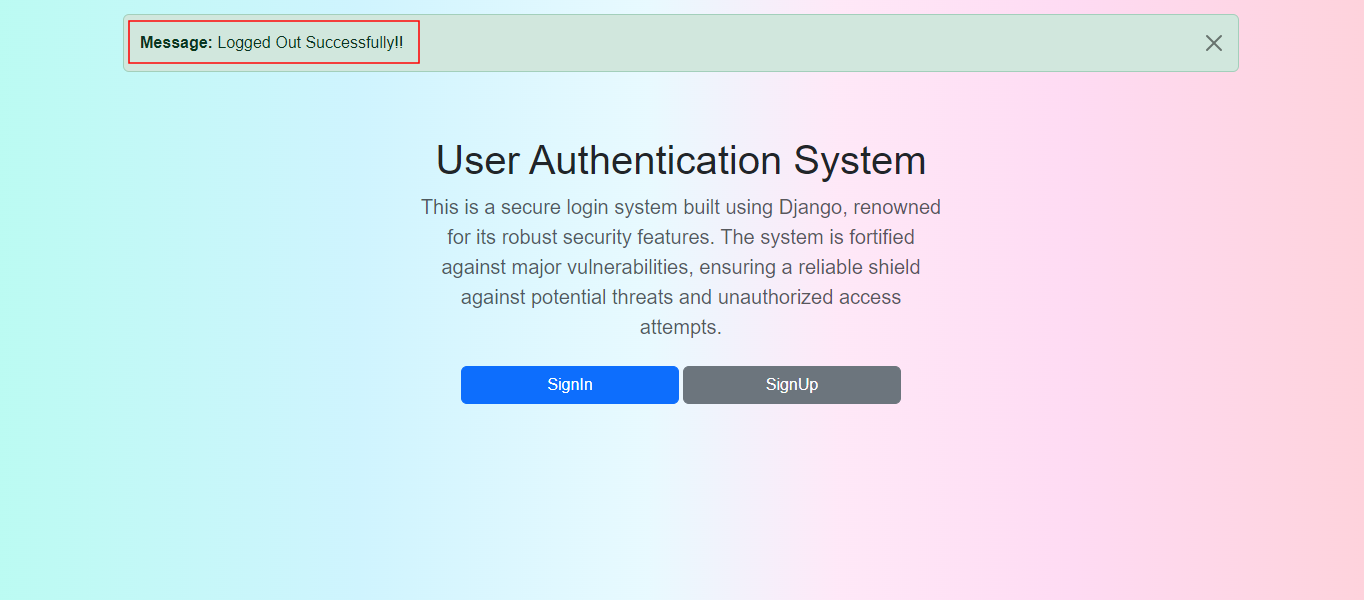 Message: Logged Out Successfully!!
User Authentication System
This is a secure login system built using Django, renowned
for its robust security features. The system is fortified
against major vulnerabilities, ensuring a reliable shield
against potential threats and unauthorized access
attempts.
SignIn
SignUp